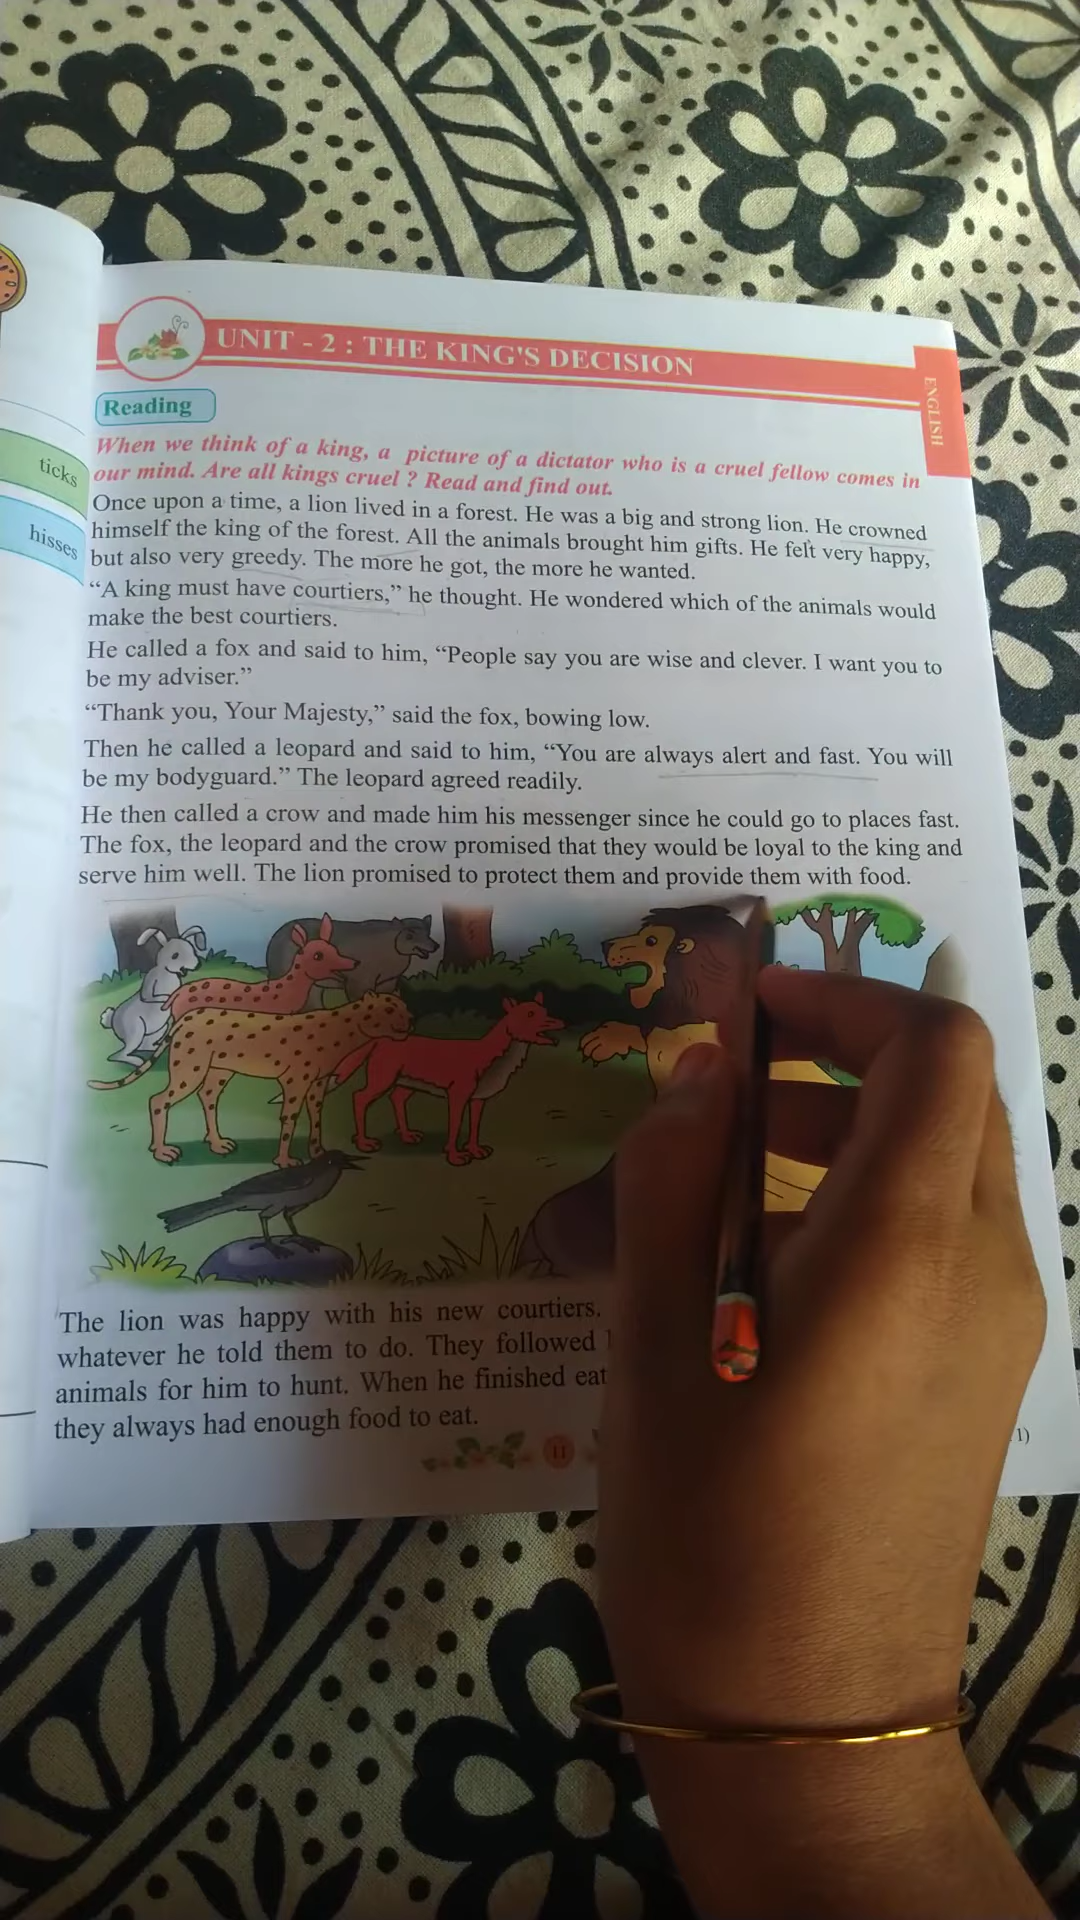 UNIT - 2 : THE KING'S DECISION
ENGLISH
Reading
When we think of a king, a picture of a dictator who is a cruel fellow comes in
our mind. Are all kings cruel ? Read and find out.
Once upon a time, a lion lived in a forest. He was a big and strong lion. He crowned
himself the king of the forest. All the animals brought him gifts. He felt very happy,
but also very greedy. The more he got, the more he wanted.
“A king must have courtiers,” he thought. He wondered which of the animals would
make the best courtiers.
He called a fox and said to him, “People say you are wise and clever. I want you to
be my adviser.”
“Thank you, Your Majesty,” said the fox, bowing low.
Then he called a leopard and said to him, “You are always alert and fast. You will
be my bodyguard.” The leopard agreed readily.
He then called a crow and made him his messenger since he could go to places fast.
The fox, the leopard and the crow promised that they would be loyal to the king and
serve him well. The lion promised to protect them and provide them with food.
The lion was happy with his new courtiers.
whatever he told them to do. They followed
animals for him to hunt. When he finished eat
they always had enough food to eat.
11
1)
ticks
hisses